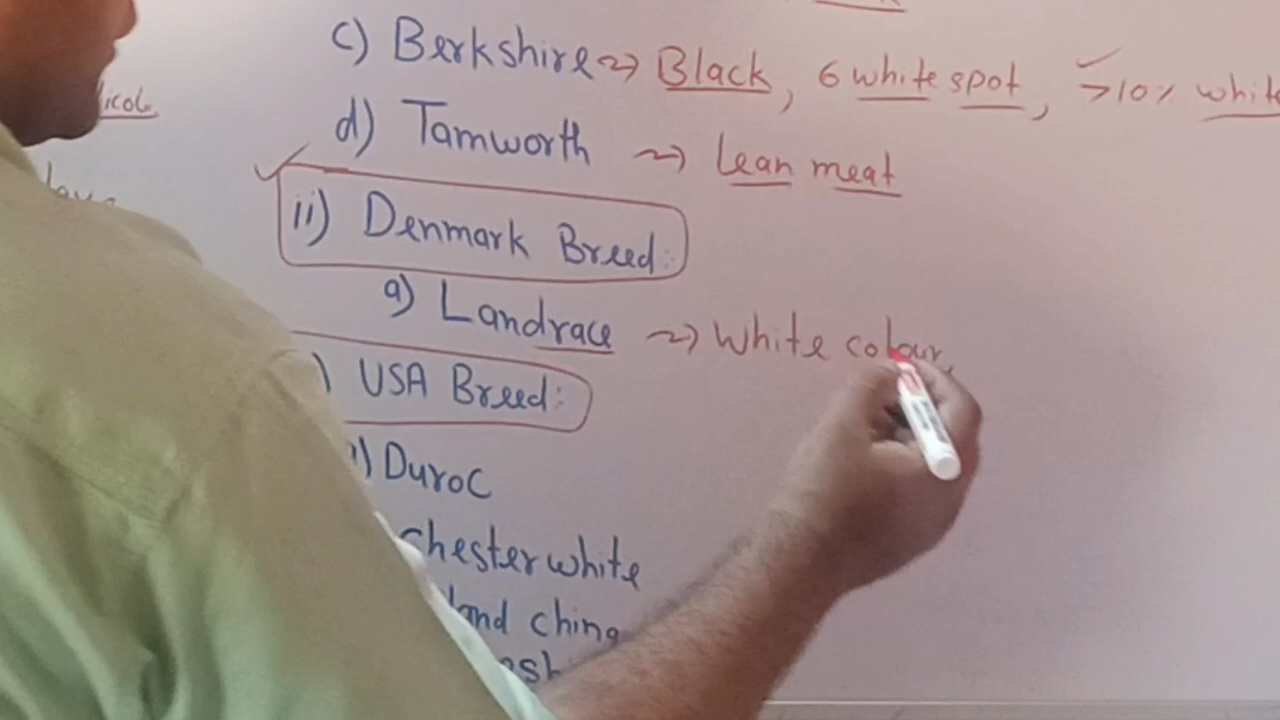 c) Berkshire ~> Black, 6 white spot, >10% white
d) Tamworth ~> Lean meat
ii) Denmark Breed:
a) Landrace ~> White colour,
) USA Breed:
) Duroc
Chester white
land china